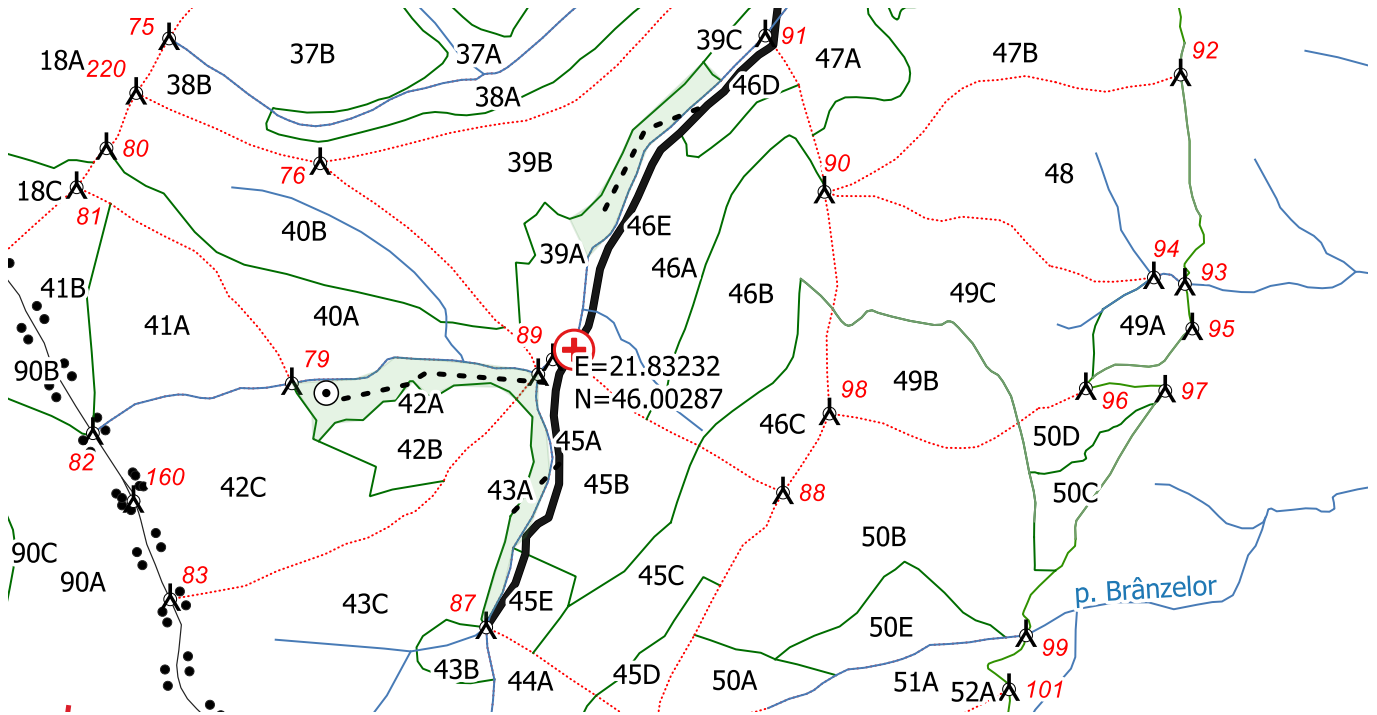 75
18A
220
38B
37B
37A
38A
39C
91
46D
47A
47B
92
80
18C
81
76
39B
40B
90
48
46E
39A
46A
94
93
41B
41A
40A
46B
49C
49A
95
89
79
90B
E=21.83232
N=46.00287
42A
49B
96
97
98
46C
50D
42B
45A
82
160
42C
43A
45B
88
50C
90C
90A
83
50B
45C
43C
87
45E
p. Brânzelor
50E
99
43B
44A
45D
50A
51A
52A
101